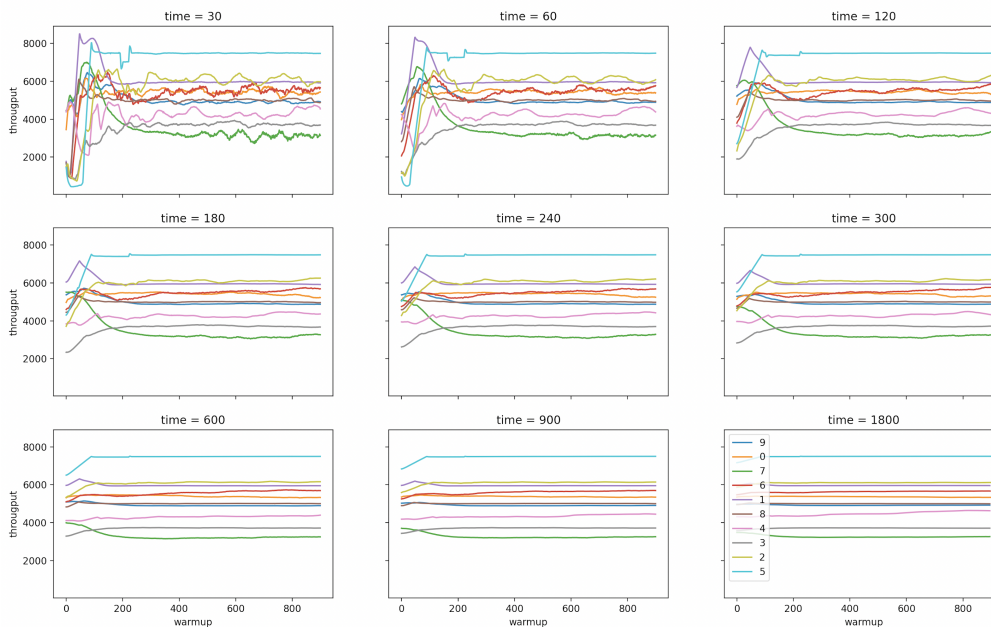 time = 30
time = 60
time = 120
througput
8000
6000
4000
2000
time = 180
time = 240
time = 300
througput
8000
6000
4000
2000
time = 600
time = 900
time = 1800
througput
8000
6000
4000
2000
9
0
7
6
1
8
4
3
2
5
0 200 400 600 800
0 200 400 600 800
0 200 400 600 800
warmup
warmup
warmup